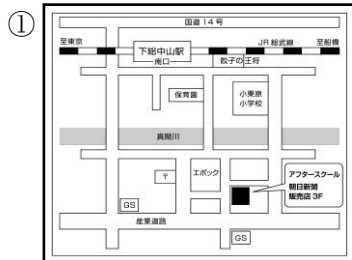 ①
国道14号
至東京
下総中山駅
JR 総武線
至船橋
南口
餃子の王将
保育園
小栗原
小学校
真間川
〒
エポック
アフタースクール
朝日新聞
販売店 3F
GS
産業道路
GS